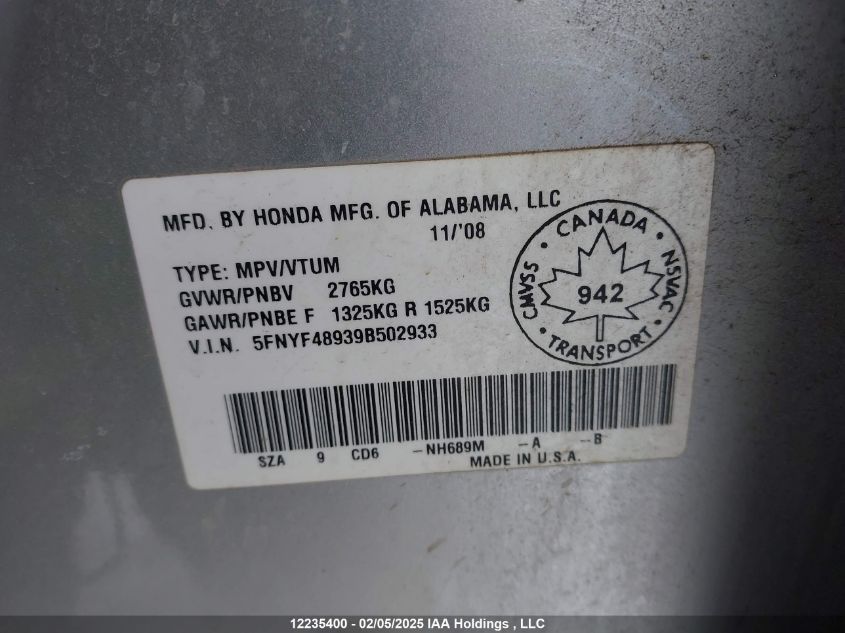 MFD. BY HONDA MFG. OF ALABAMA, LLC
11/'08
TYPE: MPV/VTUM
GVWR/PNBV 2765KG
GAWR/PNBE F 1325KG R 1525KG
V.I.N. 5FNYF48939B502933
CMVSS • CANADA • NSVAC • TRANSPORT •
942
SZA 9 CD6 -NH689M -A -B
MADE IN U.S.A.
12235400 - 02/05/2025 IAA Holdings , LLC